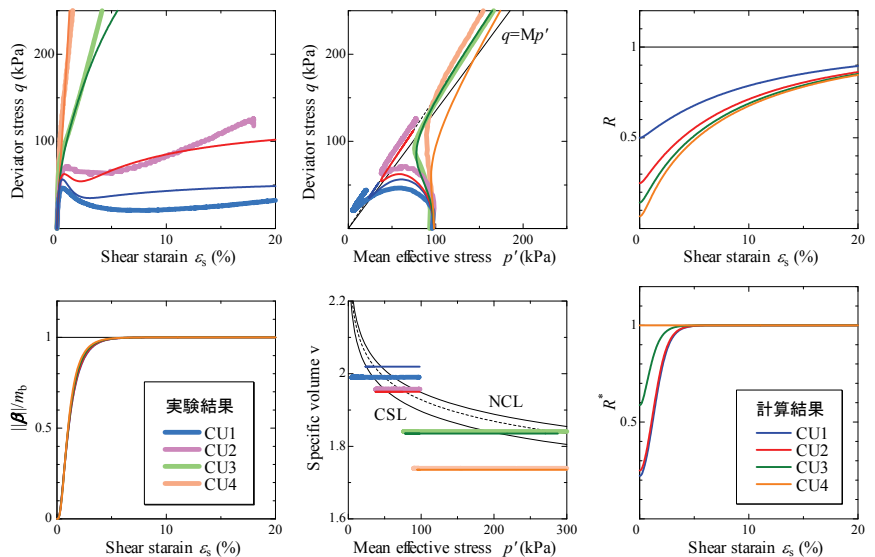 200
100
0
10
20
Deviator stress q (kPa)
Shear starain εs (%)
q=Mp'
200
100
0
100
200
Deviator stress q (kPa)
Mean effective stress p' (kPa)
1
0.5
0
10
20
R
Shear starain εs (%)
1
0.5
0
0
10
20
||β||/mb
Shear starain εs (%)
実験結果
CU1
CU2
CU3
CU4
2.2
2
1.8
1.6
0
100
200
300
Specific volume v
Mean effective stress p' (kPa)
NCL
CSL
1
0.5
0
10
20
R*
Shear starain εs (%)
計算結果
CU1
CU2
CU3
CU4